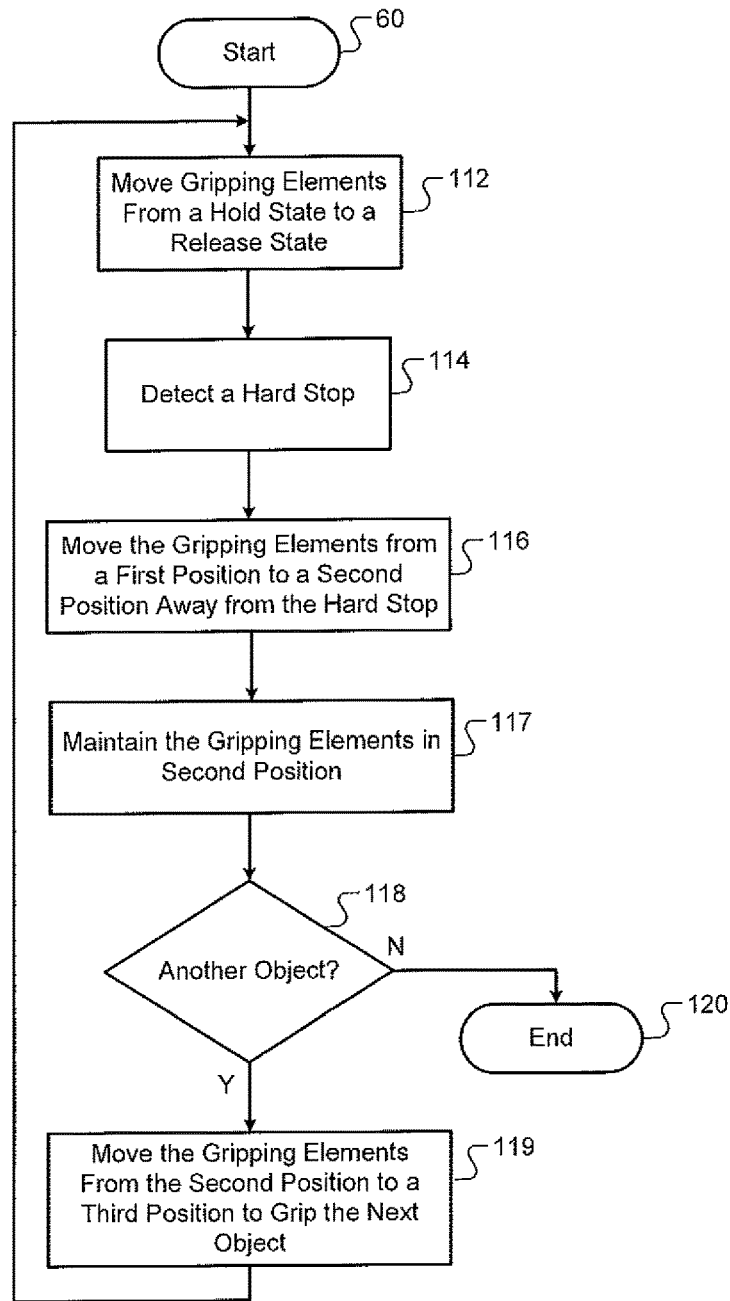 60
Start
Move Gripping Elements
From a Hold State to a
Release State
112
Detect a Hard Stop
114
Move the Gripping Elements from
a First Position to a Second
Position Away from the Hard Stop
116
Maintain the Gripping Elements in
Second Position
117
118
Another Object?
N
End
120
Y
Move the Gripping Elements
From the Second Position to a
Third Position to Grip the Next
Object
119